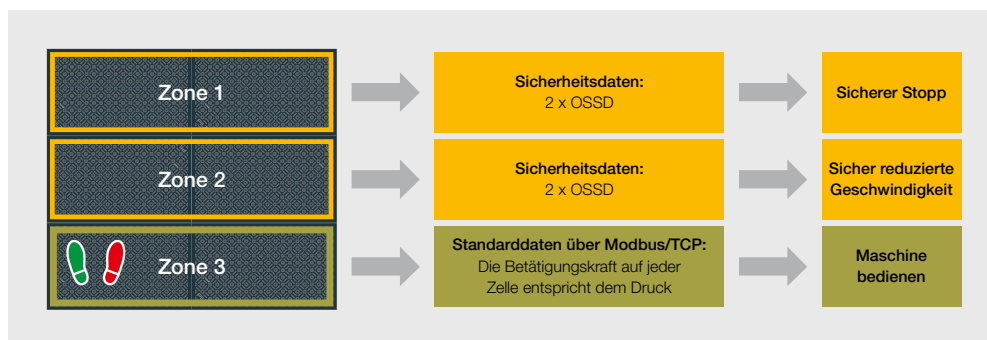 Zone 1
Sicherheitsdaten:
2 x OSSD
Sicherer Stopp
Zone 2
Sicherheitsdaten:
2 x OSSD
Sicher reduzierte
Geschwindigkeit
Zone 3
Standarddaten über Modbus/TCP:
Die Betätigungskraft auf jeder
Zelle entspricht dem Druck
Maschine
bedienen